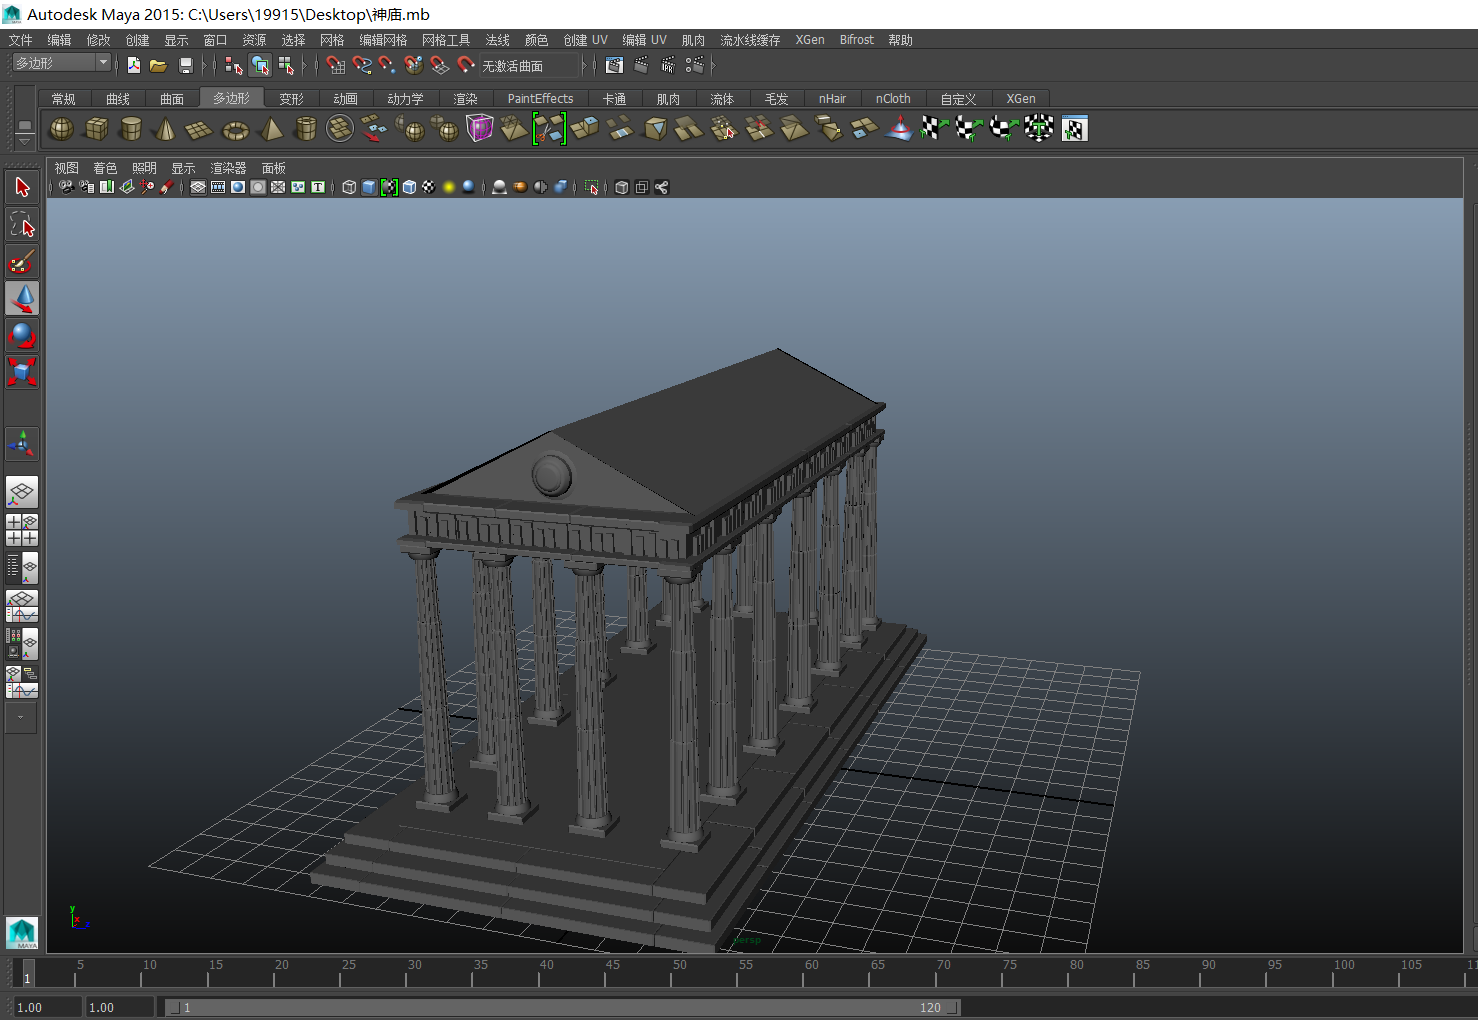 Autodesk Maya 2015: C:\Users\19915\Desktop\神庙.mb
文件 编辑 修改 创建 显示 窗口 资源 选择 网格 编辑网格 网格工具 法线 颜色 创建 UV 编辑 UV 肌肉 流水线缓存 XGen Bifrost 帮助
多边形 无激活曲面
常规 曲线 曲面 多边形 变形 动画 动力学 渲染 PaintEffects 卡通 肌肉 流体 毛发 nHair nCloth 自定义 XGen
视图 着色 照明 显示 渲染器 面板
y
x
z
persp
MAYA
1 5 10 15 20 25 30 35 40 45 50 55 60 65 70 75 80 85 90 95 100 105
1.00 1.00 1 120